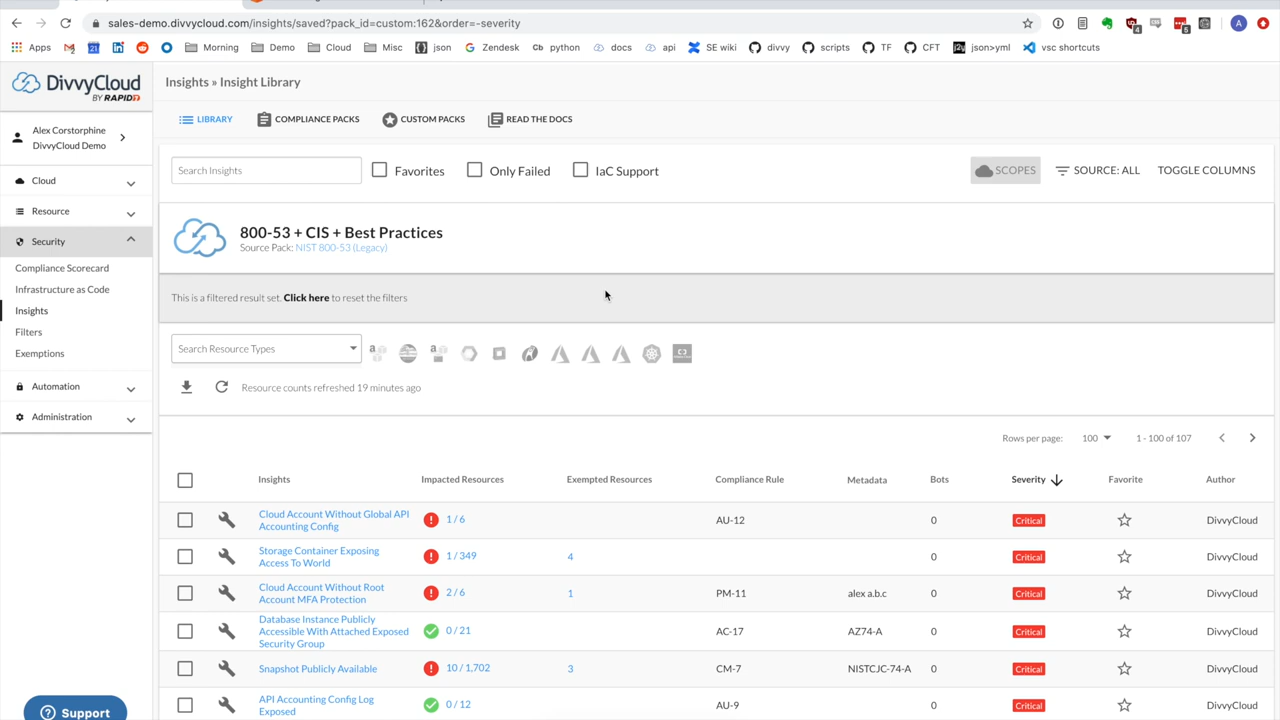 sales-demo.divvycloud.com/insights/saved?pack_id=custom:162&order=-severity
4
5
A
Apps
Morning
Demo
Cloud
Misc
json
Zendesk
Cb python
docs
api
SE wiki
divvy
scripts
TF
CFT
json>yml
vsc shortcuts
DivvyCloud
BY RAPID7
Alex Corstorphine
DivvyCloud Demo
Cloud
Resource
Security
Compliance Scorecard
Infrastructure as Code
Insights
Filters
Exemptions
Automation
Administration
Support
Insights » Insight Library
LIBRARY
COMPLIANCE PACKS
CUSTOM PACKS
READ THE DOCS
Search Insights
Favorites
Only Failed
IaC Support
SCOPES
SOURCE: ALL
TOGGLE COLUMNS
800-53 + CIS + Best Practices
Source Pack: NIST 800-53 (Legacy)
This is a filtered result set. Click here to reset the filters
Search Resource Types
Resource counts refreshed 19 minutes ago
Rows per page: 100 1 - 100 of 107
Insights Impacted Resources Exempted Resources Compliance Rule Metadata Bots Severity Favorite Author
Cloud Account Without Global API
Accounting Config
1 / 6 AU-12 0 Critical DivvyCloud
Storage Container Exposing
Access To World
1 / 349 4 0 Critical DivvyCloud
Cloud Account Without Root
Account MFA Protection
2 / 6 1 PM-11 alex a.b.c 0 Critical DivvyCloud
Database Instance Publicly
Accessible With Attached Exposed
Security Group
0 / 21 AC-17 AZ74-A 0 Critical DivvyCloud
Snapshot Publicly Available 10 / 1,702 3 CM-7 NISTCJC-74-A 0 Critical DivvyCloud
API Accounting Config Log
Exposed
0 / 12 AU-9 0 Critical DivvyCloud